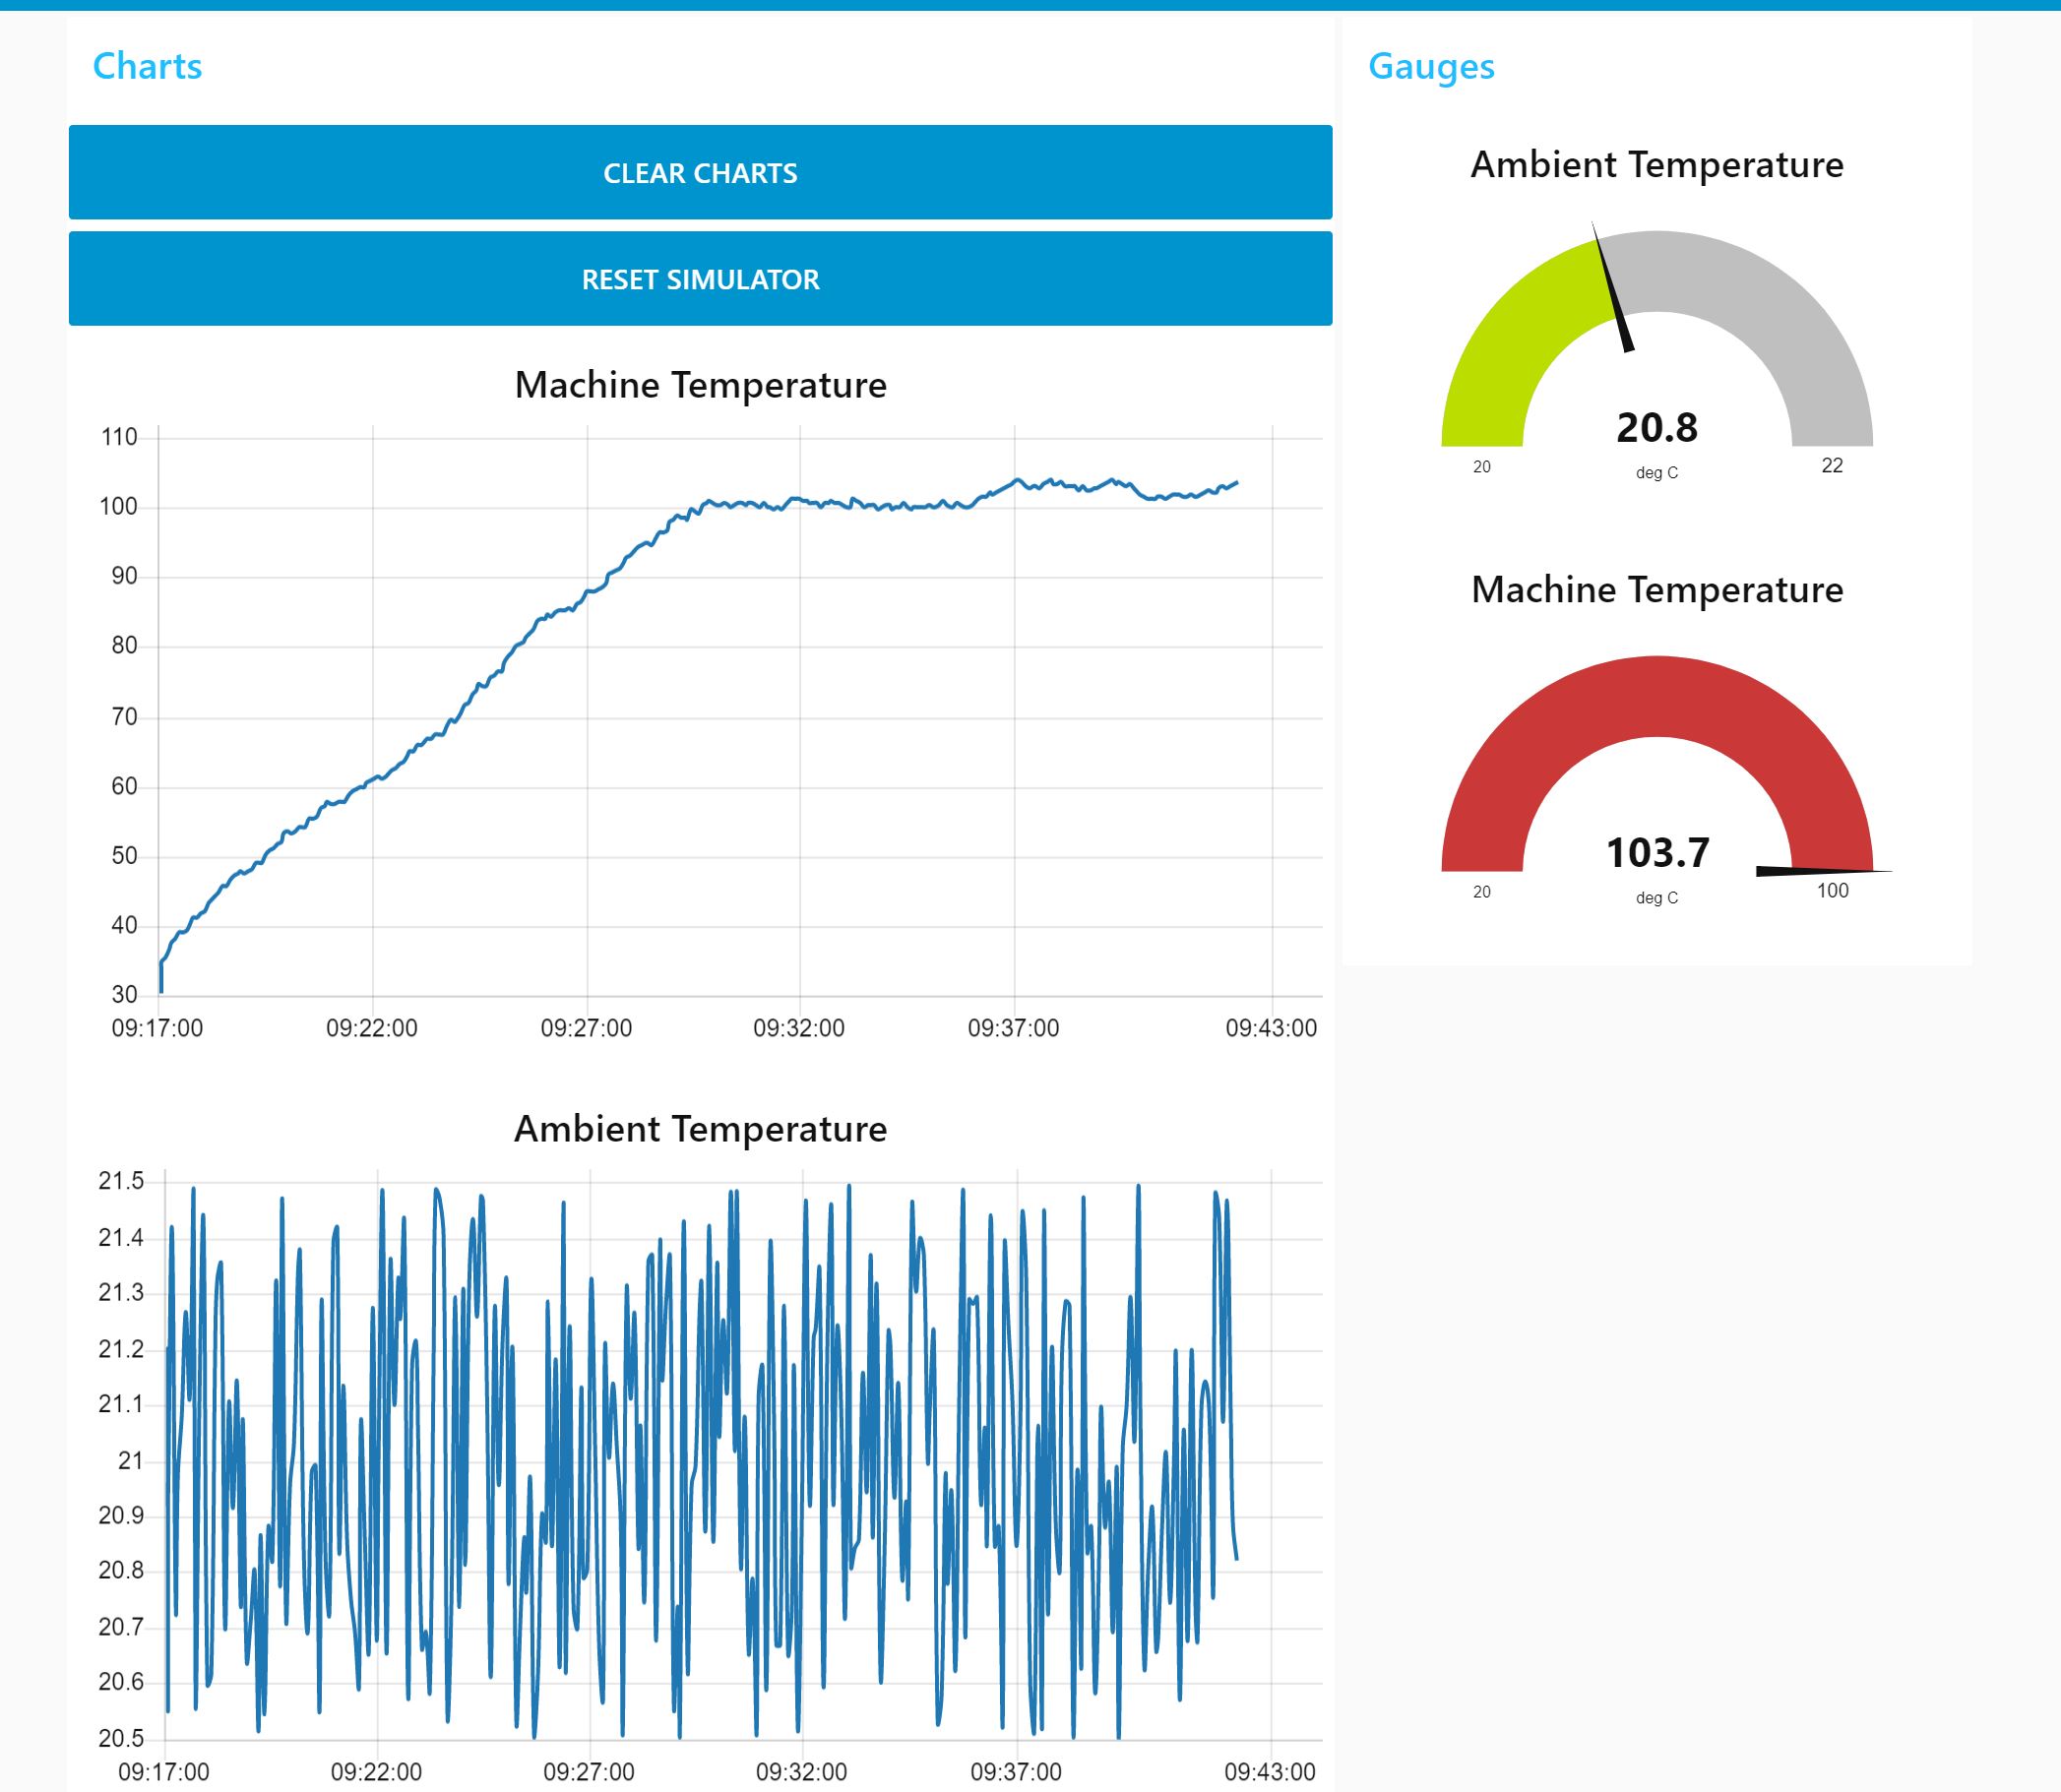 Charts
CLEAR CHARTS
RESET SIMULATOR
Machine Temperature
110
100
90
80
70
60
50
40
30
09:17:00 09:22:00 09:27:00 09:32:00 09:37:00 09:43:00
Ambient Temperature
21.5
21.4
21.3
21.2
21.1
21
20.9
20.8
20.7
20.6
20.5
09:17:00 09:22:00 09:27:00 09:32:00 09:37:00 09:43:00
Gauges
Ambient Temperature
20.8
20 deg C 22
Machine Temperature
103.7
20 deg C 100